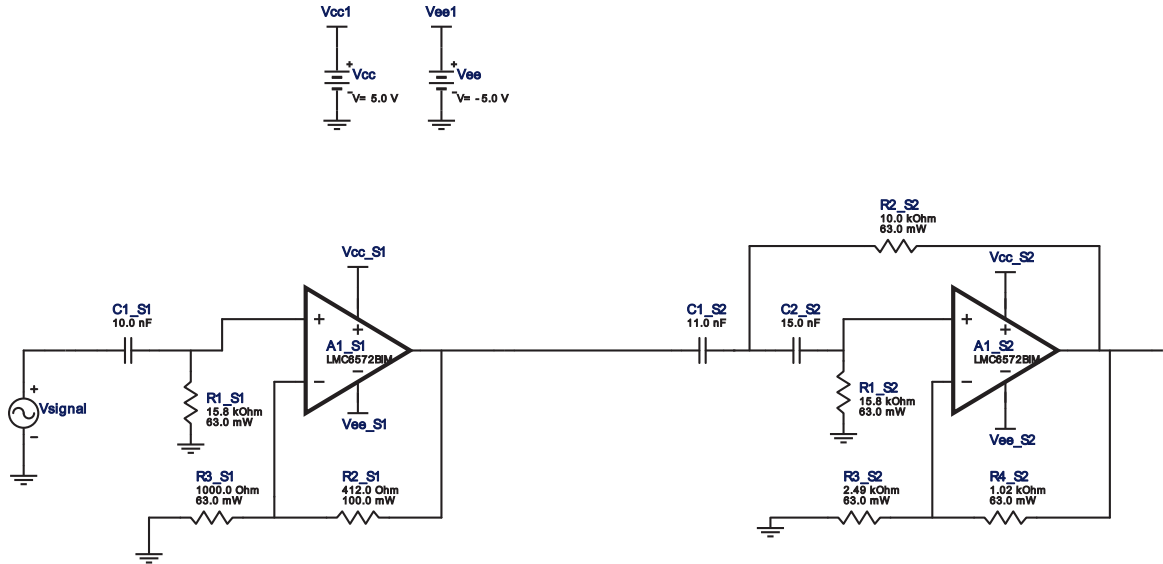 Vcc1
Vee1
+
Vcc
-
V= 5.0 V
+
Vee
-
V= -5.0 V
R2_S2
10.0 kOhm
63.0 mW
Vcc_S1
Vcc_S2
C1_S1
10.0 nF
C1_S2
11.0 nF
C2_S2
15.0 nF
+
+
A1_S1
LMC6572BIM
-
-
+
+
A1_S2
LMC6572BIM
-
-
+
Vsignal
-
R1_S1
15.8 kOhm
63.0 mW
R1_S2
15.8 kOhm
63.0 mW
Vee_S1
Vee_S2
R3_S1
1000.0 Ohm
63.0 mW
R2_S1
412.0 Ohm
100.0 mW
R3_S2
2.49 kOhm
63.0 mW
R4_S2
1.02 kOhm
63.0 mW